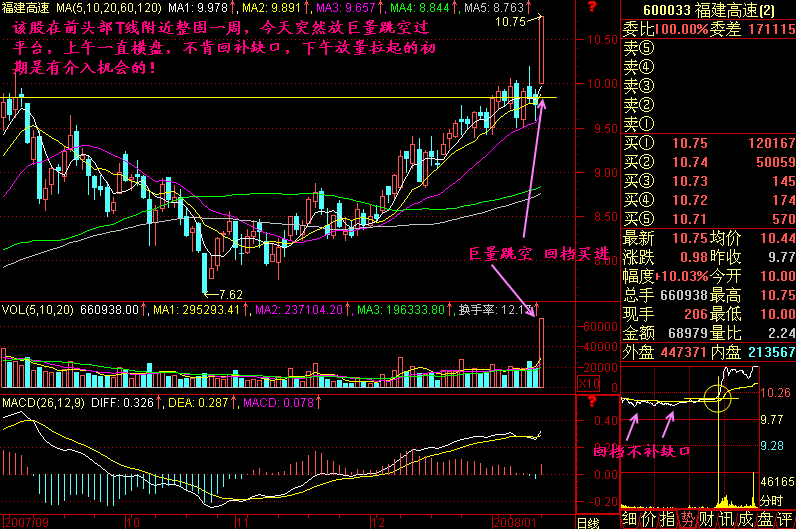 福建高速 MA(5,10,20,60,120) MA1: 9.978↑, MA2: 9.891↑, MA3: 9.657↑, MA4: 8.844↑, MA5: 8.763↑
10.75
该股在前头部T线附近整固一周，今天突然放巨量跳空过
平台，上午一直横盘，不肯回补缺口，下午放量拉起的初
期是有介入机会的！
?
10.50
10.00
9.50
9.00
8.50
8.00
巨量跳空 回档买进
←7.62
VOL(5,10,20) 660938.00↑, MA1: 295293.41↑, MA2: 237104.20↑, MA3: 196333.80↑, 换手率: 12.17↑
60000
40000
20000
X10
MACD(26,12,9) DIFF: 0.326↑, DEA: 0.287↑, MACD: 0.078↑
?
0.40
0.20
0.00
-0.20
2007/09 10 11 12 2008/01 日线
600033 福建高速(2)
委比 100.00% 委差 171115
卖⑤
卖④
卖③
卖②
卖①
买① 10.75 120167
买② 10.74 50059
买③ 10.73 145
买④ 10.72 174
买⑤ 10.71 570
最新 10.75 均价 10.44
涨跌 0.98 昨收 9.77
幅度 +10.03% 今开 10.00
总手 660938 最高 10.75
现手 206 最低 10.00
金额 68979 量比 2.24
外盘 447371 内盘 213567
10.26
9.77
9.28
回档不补缺口
46165
分时
细 价 指 势 财 讯 成 盘 评